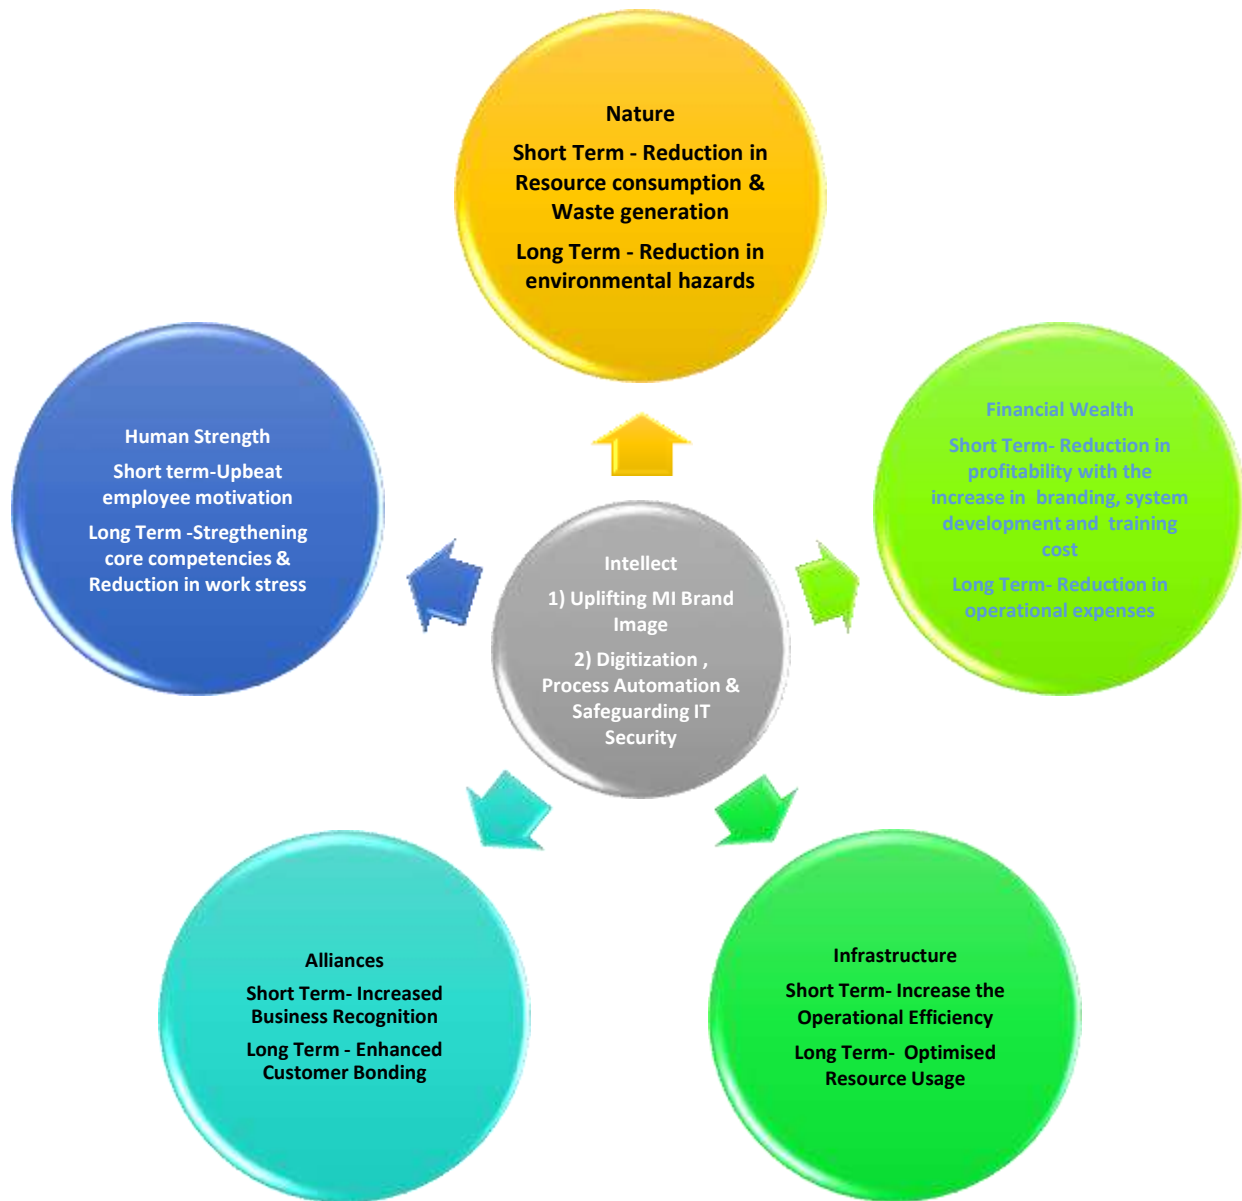 Nature
Short Term - Reduction in
Resource consumption &
Waste generation
Long Term - Reduction in
environmental hazards
Human Strength
Short term-Upbeat
employee motivation
Long Term -Stregthening
core competencies &
Reduction in work stress
Financial Wealth
Short Term- Reduction in
profitability with the
increase in branding, system
development and training
cost
Long Term- Reduction in
operational expenses
Intellect
1) Uplifting MI Brand
Image
2) Digitization ,
Process Automation &
Safeguarding IT
Security
Alliances
Short Term- Increased
Business Recognition
Long Term - Enhanced
Customer Bonding
Infrastructure
Short Term- Increase the
Operational Efficiency
Long Term- Optimised
Resource Usage